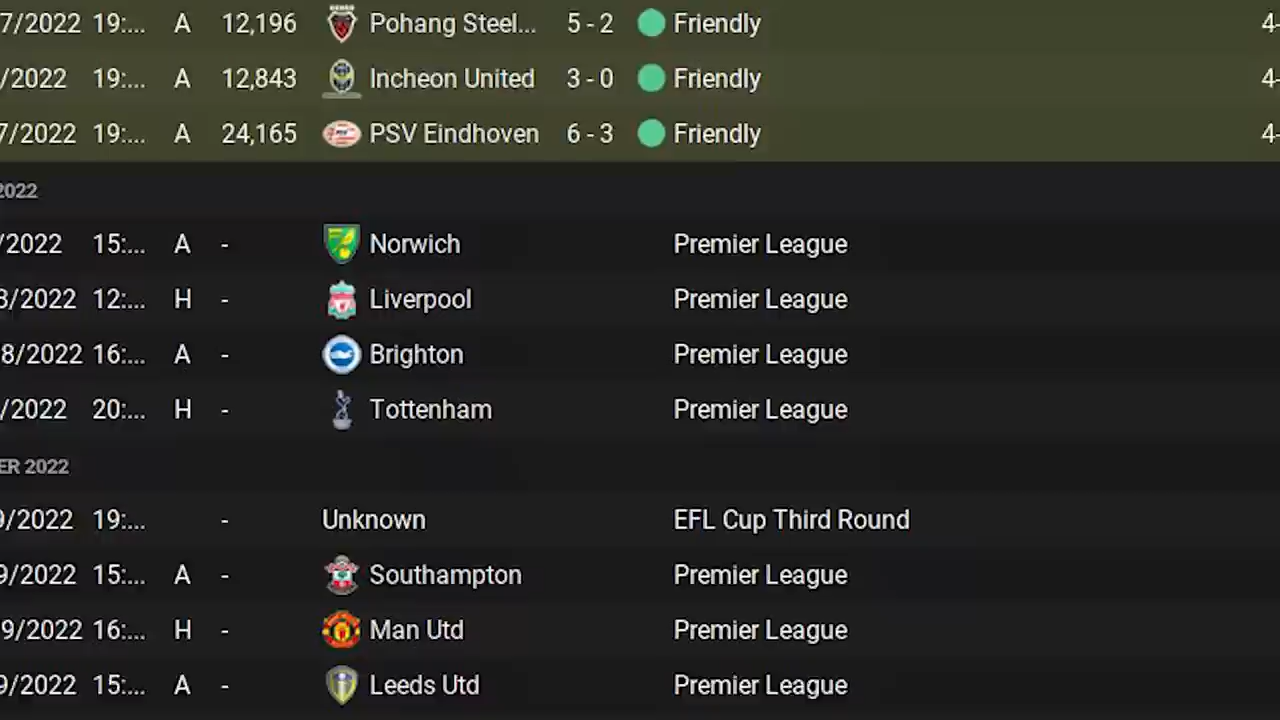 7/2022 19:... A 12,196 Pohang Steel... 5 - 2 Friendly 4-
/2022 19:... A 12,843 Incheon United 3 - 0 Friendly 4-
7/2022 19:... A 24,165 PSV Eindhoven 6 - 3 Friendly 4-
2022
/2022 15:... A - Norwich Premier League
8/2022 12:... H - Liverpool Premier League
8/2022 16:... A - Brighton Premier League
/2022 20:... H - Tottenham Premier League
ER 2022
9/2022 19:... - Unknown EFL Cup Third Round
9/2022 15:... A - Southampton Premier League
9/2022 16:... H - Man Utd Premier League
9/2022 15:... A - Leeds Utd Premier League